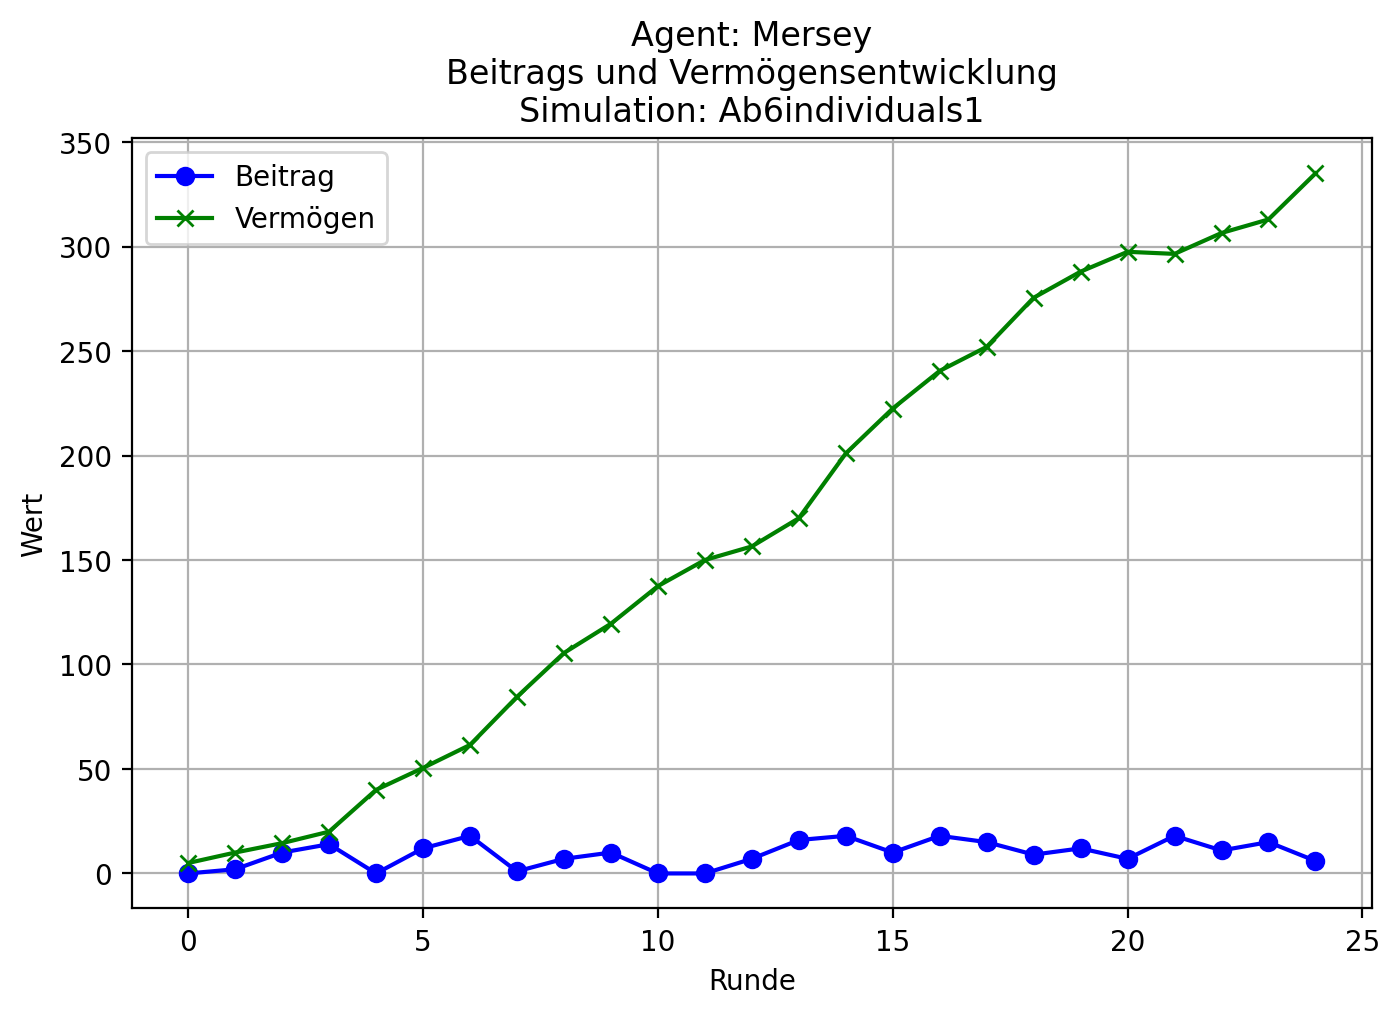 Agent: Mersey
Beitrags und Vermögensentwicklung
Simulation: Ab6individuals1
350
300
250
200
150
100
50
0
Wert
Beitrag
Vermögen
0 5 10 15 20 25
Runde